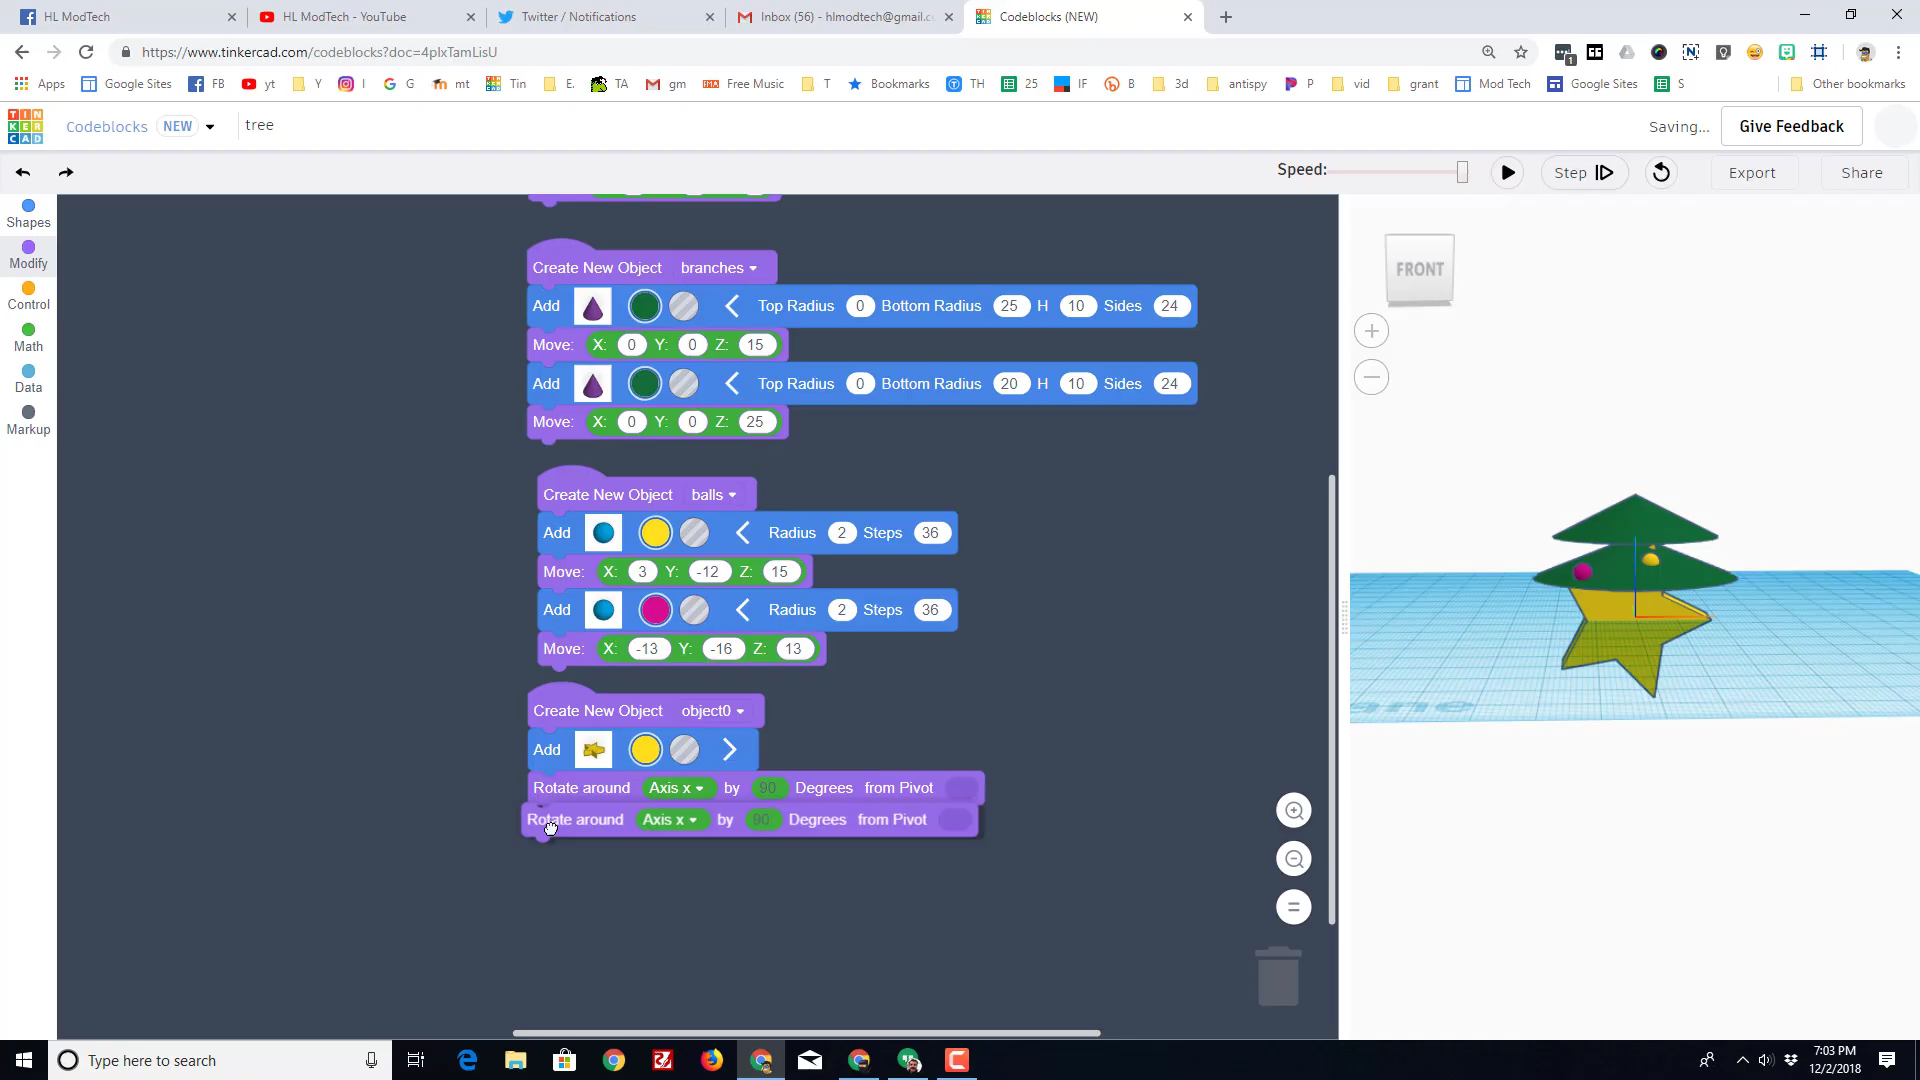 HL ModTech
HL ModTech - YouTube
Twitter / Notifications
Inbox (56) - hlmodtech@gmail.c
Codeblocks (NEW)
https://www.tinkercad.com/codeblocks?doc=4plxTamLisU
Apps
Google Sites
FB
yt
Y
I
G
mt
Tin
E.
TA
gm
Free Music
T
Bookmarks
TH
25
IF
B
3d
antispy
P
vid
grant
Mod Tech
Google Sites
S
Other bookmarks
TIN
KER
CAD
Codeblocks NEW
tree
Saving...
Give Feedback
Speed:
Step
Export
Share
Shapes
Modify
Control
Math
Data
Markup
Create New Object branches
Add Top Radius 0 Bottom Radius 25 H 10 Sides 24
Move: X: 0 Y: 0 Z: 15
Add Top Radius 0 Bottom Radius 20 H 10 Sides 24
Move: X: 0 Y: 0 Z: 25
Create New Object balls
Add Radius 2 Steps 36
Move: X: 3 Y: -12 Z: 15
Add Radius 2 Steps 36
Move: X: -13 Y: -16 Z: 13
Create New Object object0
Add
Rotate around Axis x by 90 Degrees from Pivot
Rotate around Axis x by 90 Degrees from Pivot
FRONT
Type here to search
7:03 PM
12/2/2018